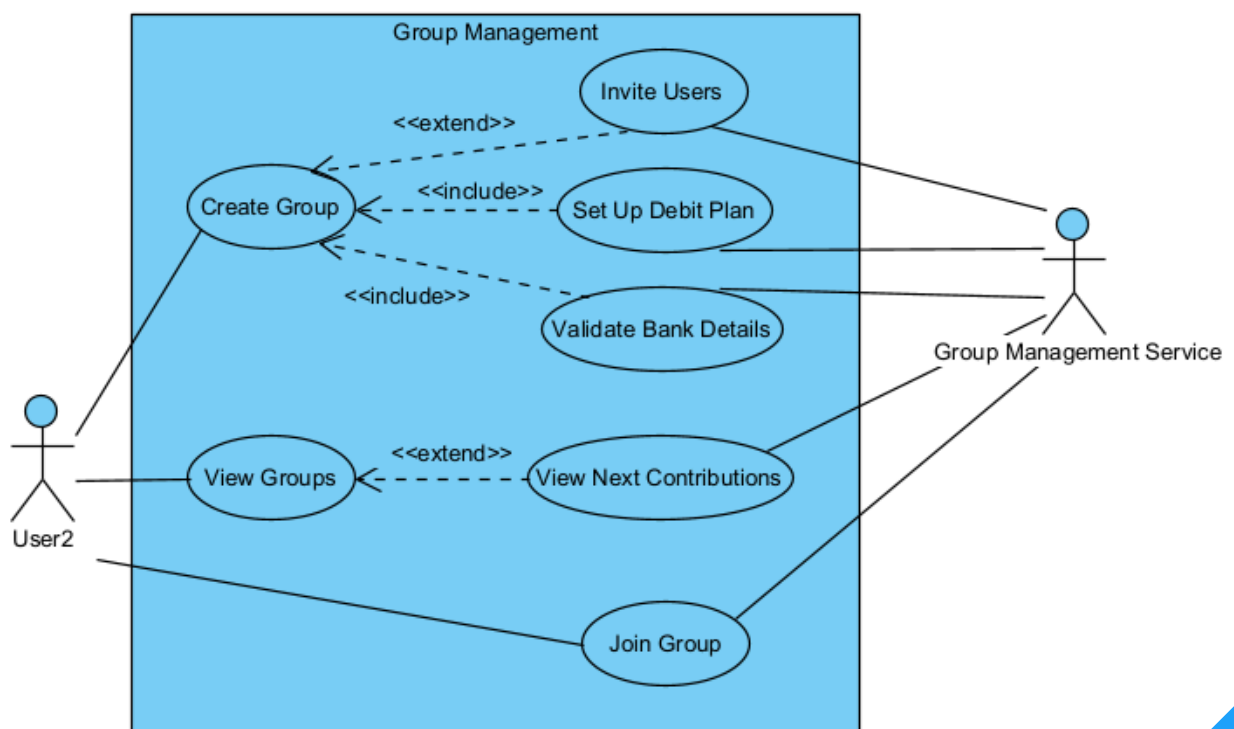 Group Management
Invite Users
<<extend>>
Create Group
<<include>>
Set Up Debit Plan
<<include>>
Validate Bank Details
Group Management Service
View Groups
<<extend>>
View Next Contributions
User2
Join Group